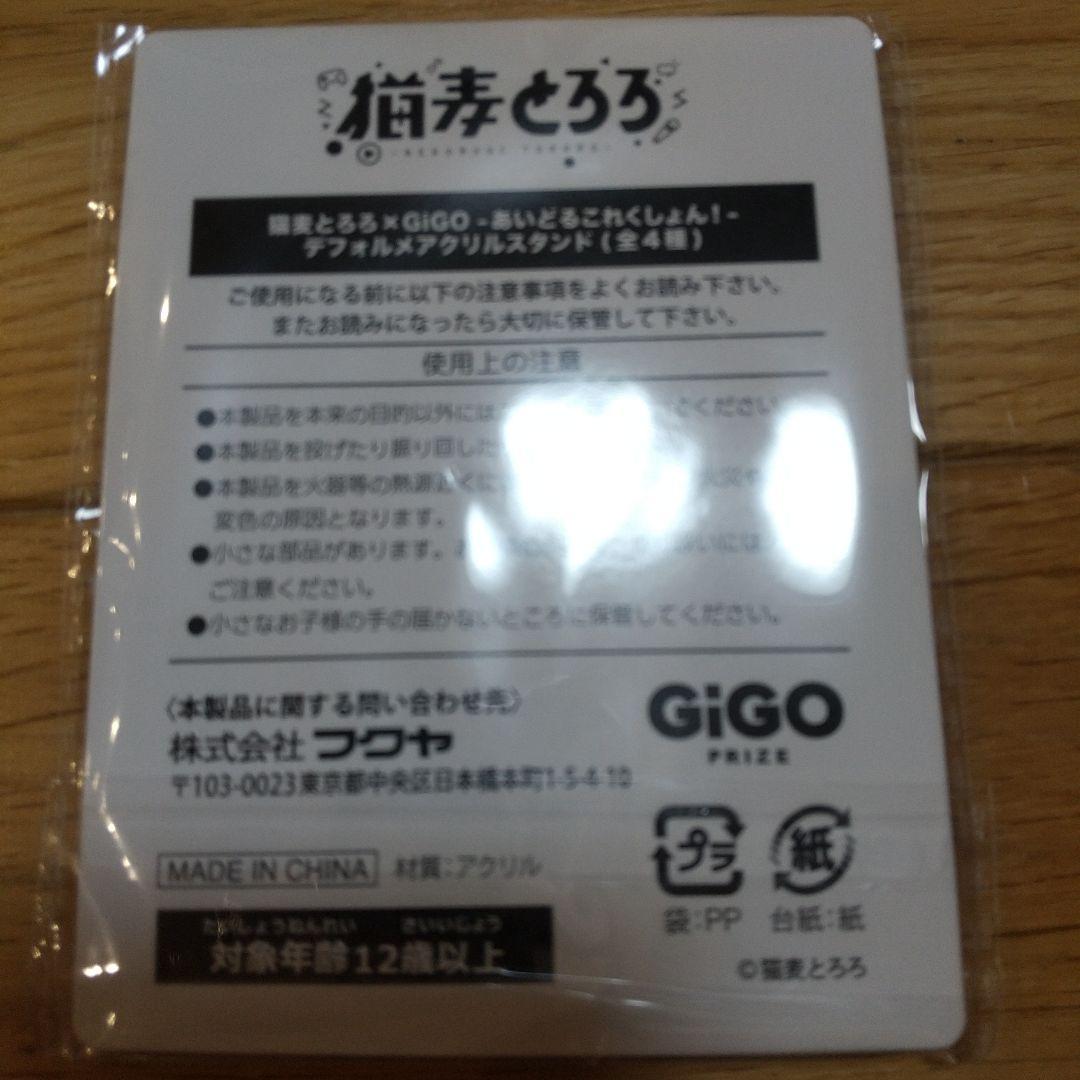 猫麦とろろ
猫麦とろろ×GiGO -あいどるこれくしょん!-
デフォルメアクリルスタンド(全4種)
ご使用になる前に以下の注意事項をよくお読み下さい。
またお読みになったら大切に保管して下さい。
使用上の注意
●本製品を本来の目的以外には ください
●本製品を投げたり振り回した
●本製品を火器等の熱源近くに 火災や
変色の原因となります。
●小さな部品があります。
ご注意ください。
●小さなお子様の手の届かないところに保管してください。
〈本製品に関する問い合わせ先〉
株式会社フクヤ
〒103-0023東京都中央区日本橋本町1-5-4 10
GiGO
PRIZE
MADE IN CHINA 材質:アクリル
プラ 紙
袋:PP 台紙:紙
たいしょうねんれい さいいじょう
対象年齢12歳以上
©猫麦とろろ